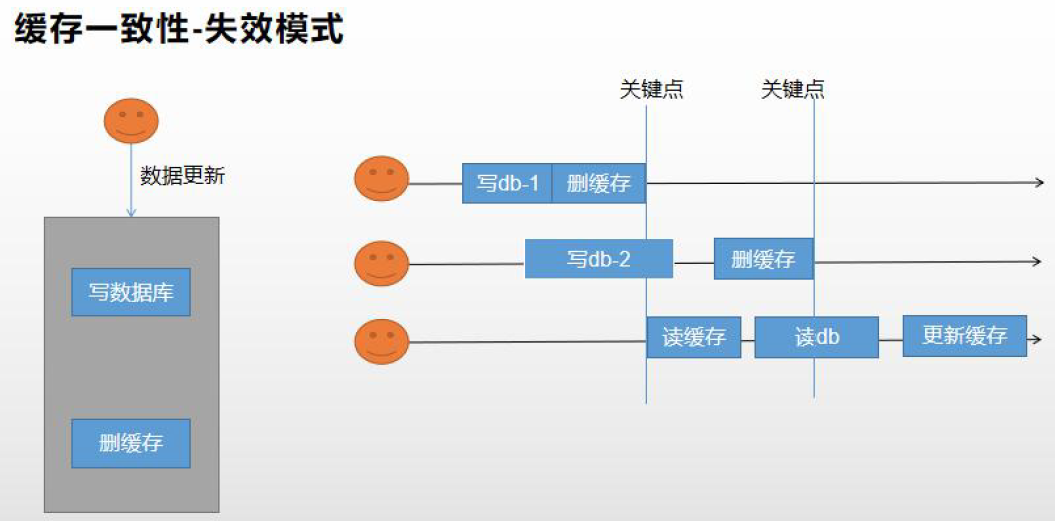 缓存一致性-失效模式
数据更新
写数据库
删缓存
关键点
关键点
写db-1
删缓存
写db-2
删缓存
读缓存
读db
更新缓存